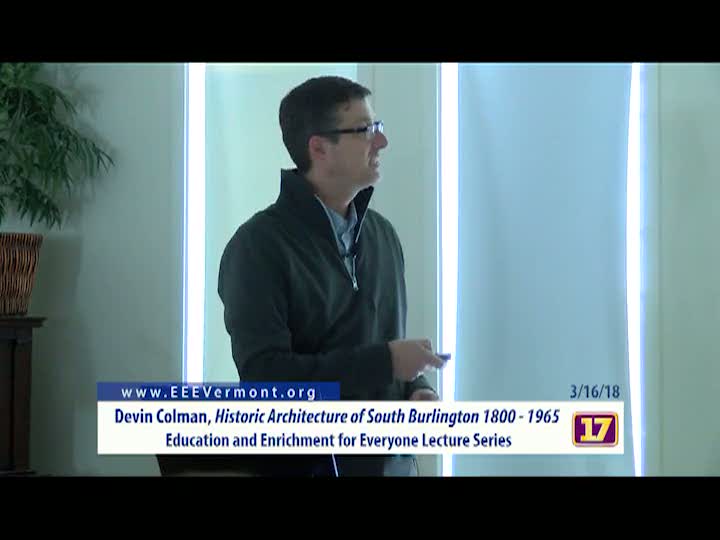 www.EEEVermont.org
3/16/18
Devin Colman, Historic Architecture of South Burlington 1800 - 1965
Education and Enrichment for Everyone Lecture Series
17